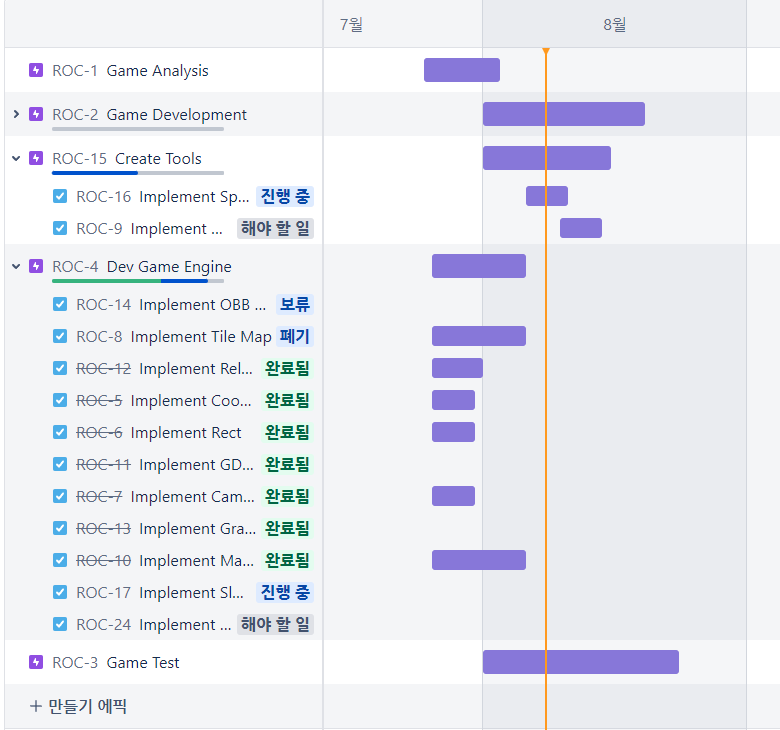 7월 8월
ROC-1 Game Analysis
ROC-2 Game Development
ROC-15 Create Tools
ROC-16 Implement Sp... 진행 중
ROC-9 Implement ... 해야 할 일
ROC-4 Dev Game Engine
ROC-14 Implement OBB ... 보류
ROC-8 Implement Tile Map 폐기
ROC-12 Implement Rel... 완료됨
ROC-5 Implement Coo... 완료됨
ROC-6 Implement Rect 완료됨
ROC-11 Implement GD... 완료됨
ROC-7 Implement Cam... 완료됨
ROC-13 Implement Gra... 완료됨
ROC-10 Implement Ma... 완료됨
ROC-17 Implement Sl... 진행 중
ROC-24 Implement ... 해야 할 일
ROC-3 Game Test
+ 만들기 에픽